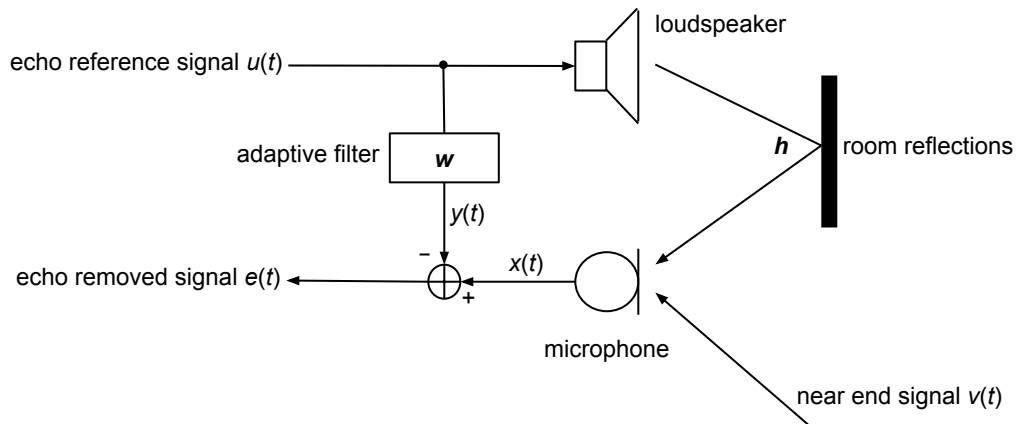 loudspeaker
echo reference signal u(t)
adaptive filter
w
h
room reflections
y(t)
−
x(t)
echo removed signal e(t)
+
microphone
near end signal v(t)